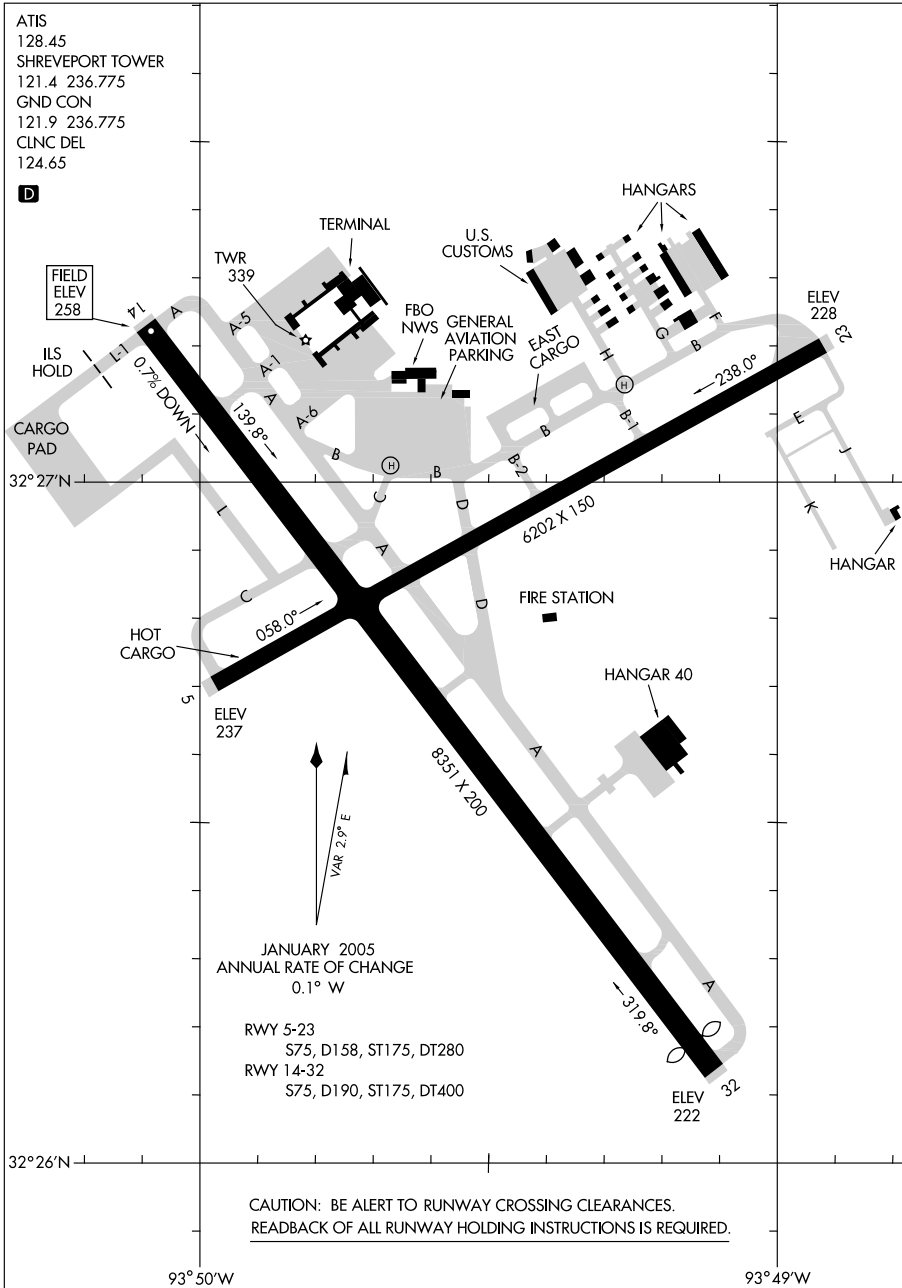 ATIS
128.45
SHREVEPORT TOWER
121.4 236.775
GND CON
121.9 236.775
CLNC DEL
124.65
D
HANGARS
TERMINAL
U.S.
CUSTOMS
TWR
339
FIELD
ELEV
258
14
A
A-5
FBO
NWS
GENERAL
AVIATION
PARKING
EAST
CARGO
ELEV
228
23
F
G
B
H
ILS
HOLD
L-1
0.7% DOWN
A-1
A
A-6
139.8°
H
238.0°
CARGO
PAD
B
B
B-1
E
J
B-2
H
B
32°27'N
C
D
K
L
6202 X 150
A
HANGAR
C
058.0°
D
FIRE STATION
HOT
CARGO
HANGAR 40
5
ELEV
237
A
8351 X 200
VAR 2.9° E
JANUARY 2005
ANNUAL RATE OF CHANGE
0.1° W
A
319.8°
RWY 5-23
S75, D158, ST175, DT280
RWY 14-32
S75, D190, ST175, DT400
32
ELEV
222
32°26'N
CAUTION: BE ALERT TO RUNWAY CROSSING CLEARANCES.
READBACK OF ALL RUNWAY HOLDING INSTRUCTIONS IS REQUIRED.
93°50'W
93°49'W